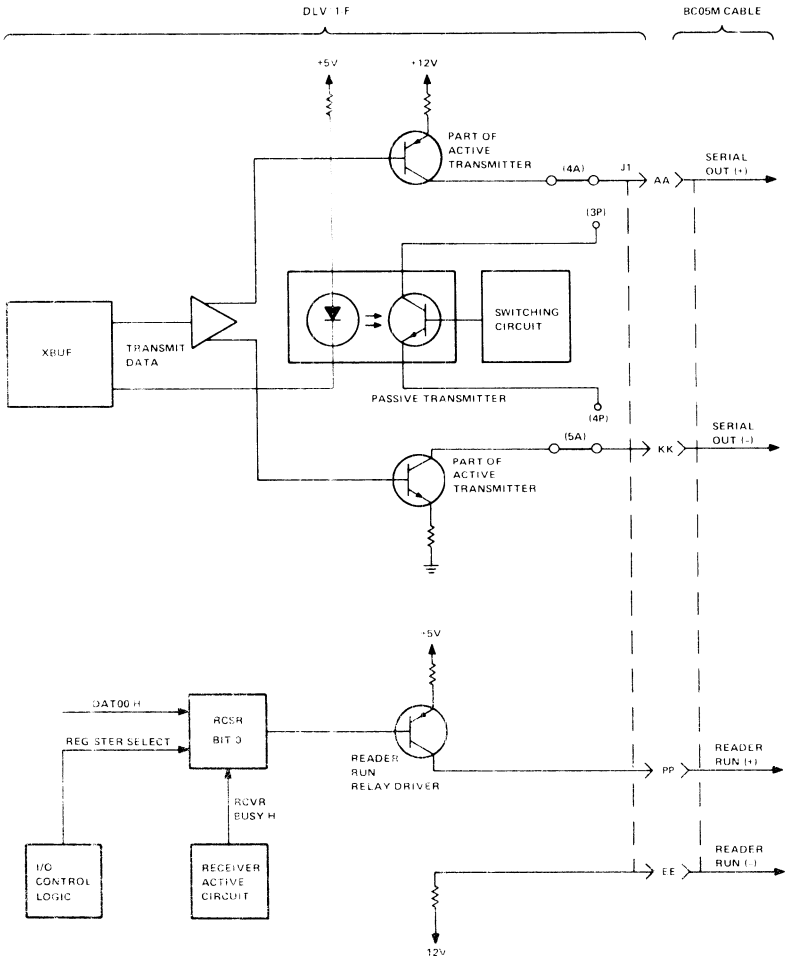 DLV11 F
BC05M CABLE
+5V
+12V
PART OF
ACTIVE
TRANSMITTER
(4A)
J1
AA
SERIAL
OUT (+)
(3P)
XBUF
TRANSMIT
DATA
SWITCHING
CIRCUIT
PASSIVE TRANSMITTER
(4P)
(5A)
KK
SERIAL
OUT (-)
PART OF
ACTIVE
TRANSMITTER
+5V
DAT00 H
REGISTER SELECT
RCSR
BIT 0
READER
RUN
RELAY DRIVER
PP
READER
RUN (+)
RCVR
BUSY H
I/O
CONTROL
LOGIC
RECEIVER
ACTIVE
CIRCUIT
EE
READER
RUN (-)
12V